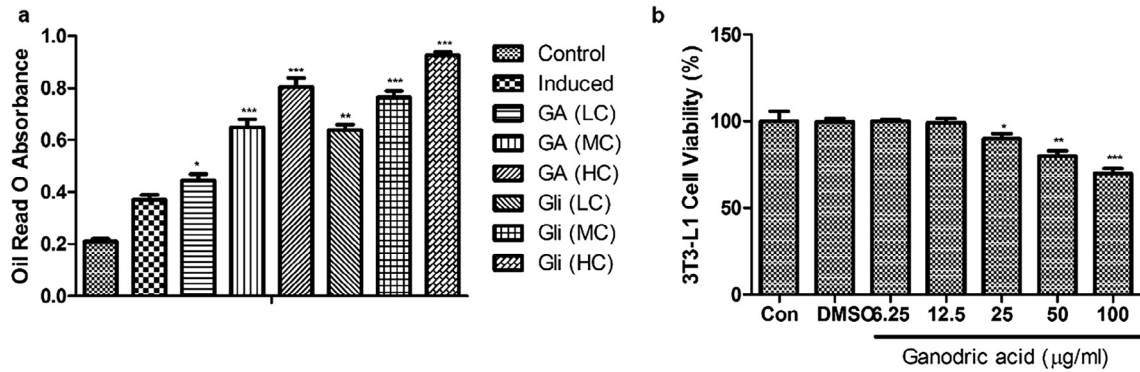 a
Oil Read O Absorbance
1.0
0.8
0.6
0.4
0.2
0.0
*
***
***
**
***
***
Control
Induced
GA (LC)
GA (MC)
GA (HC)
Gli (LC)
Gli (MC)
Gli (HC)
b
3T3-L1 Cell Viability (%)
150
100
50
0
*
**
***
Con DMSO 6.25 12.5 25 50 100
Ganodric acid (μg/ml)